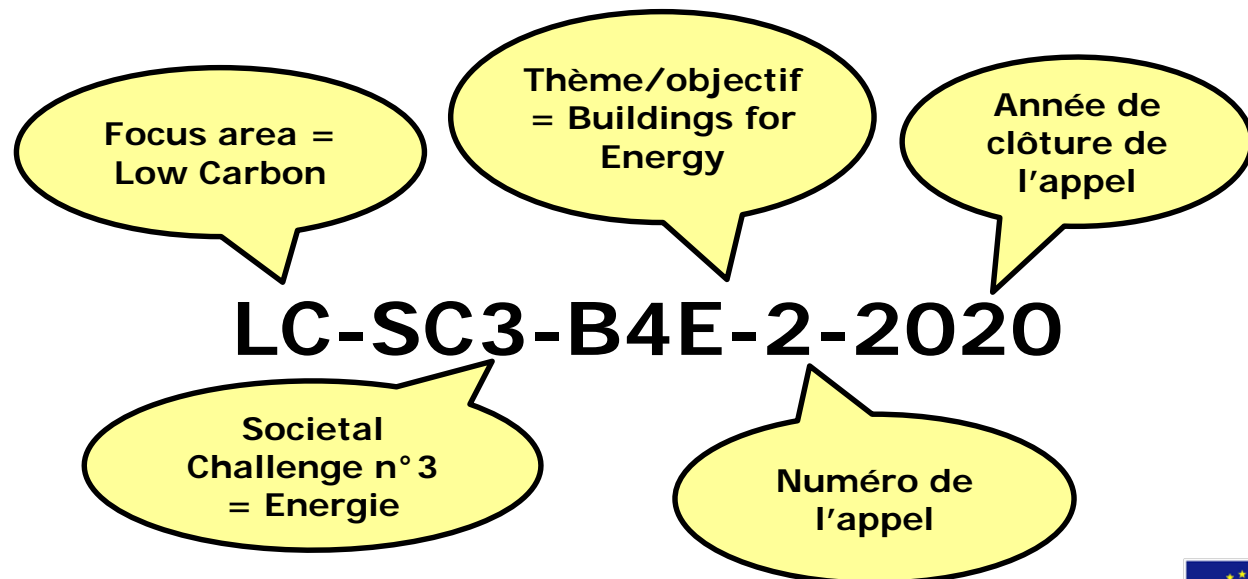 Focus area =
Low Carbon
Thème/objectif
= Buildings for
Energy
Année de
clôture de
l'appel
LC-SC3-B4E-2-2020
Societal
Challenge n°3
= Energie
Numéro de
l'appel